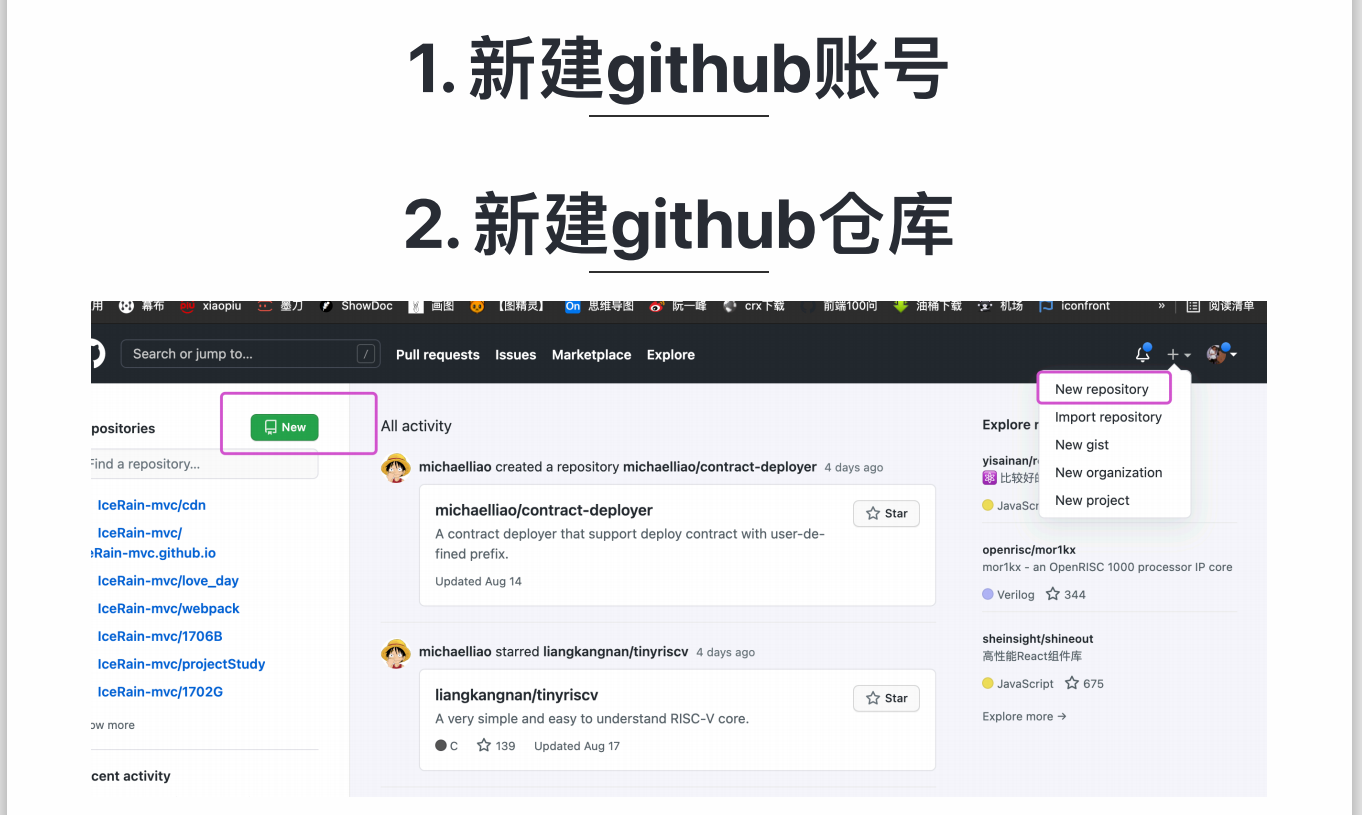 1. 新建github账号
2. 新建github仓库
用 幕布 xiaopiu 墨刀 ShowDoc 画图 【图精灵】 On 思维导图 阮一峰 crx下载 前端100问 油桶下载 机场 iconfront » 阅读清单
Search or jump to... / Pull requests Issues Marketplace Explore
New repository
Import repository
New gist
New organization
New project
positories New
Find a repository...
IceRain-mvc/cdn
IceRain-mvc/
eRain-mvc.github.io
IceRain-mvc/love_day
IceRain-mvc/webpack
IceRain-mvc/1706B
IceRain-mvc/projectStudy
IceRain-mvc/1702G
ow more
cent activity
All activity
michaelliao created a repository michaelliao/contract-deployer 4 days ago
michaelliao/contract-deployer Star
A contract deployer that support deploy contract with user-de-
fined prefix.
Updated Aug 14
michaelliao starred liangkangnan/tinyriscv 4 days ago
liangkangnan/tinyriscv Star
A very simple and easy to understand RISC-V core.
C 139 Updated Aug 17
Explore r
yisainan/r
比较好的
JavaScr
openrisc/mor1kx
mor1kx - an OpenRISC 1000 processor IP core
Verilog 344
sheinsight/shineout
高性能React组件库
JavaScript 675
Explore more →